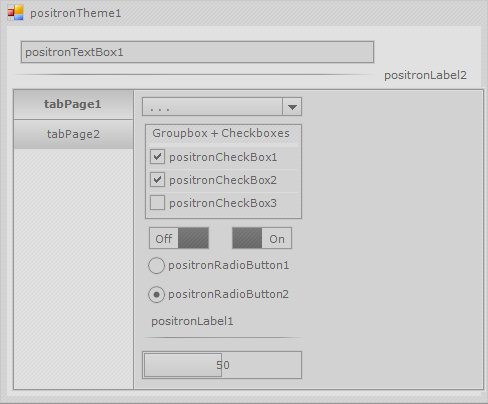 positronTheme1
positronTextBox1
positronLabel2
tabPage1
tabPage2
...
Groupbox + Checkboxes
positronCheckBox1
positronCheckBox2
positronCheckBox3
Off On
positronRadioButton1
positronRadioButton2
positronLabel1
50